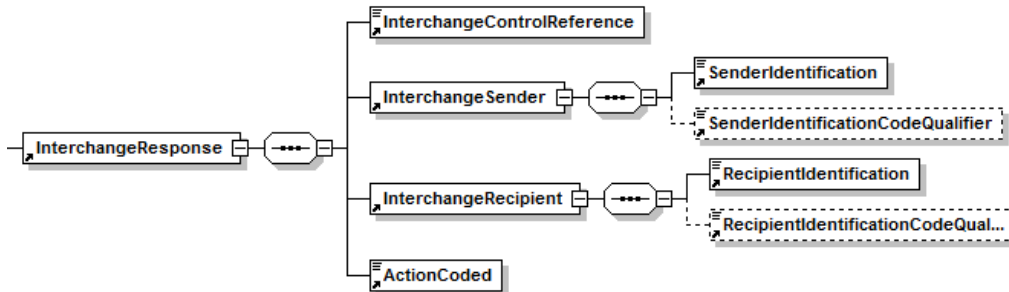 InterchangeControlReference
SenderIdentification
InterchangeSender
SenderIdentificationCodeQualifier
InterchangeResponse
RecipientIdentification
InterchangeRecipient
RecipientIdentificationCodeQual...
ActionCoded